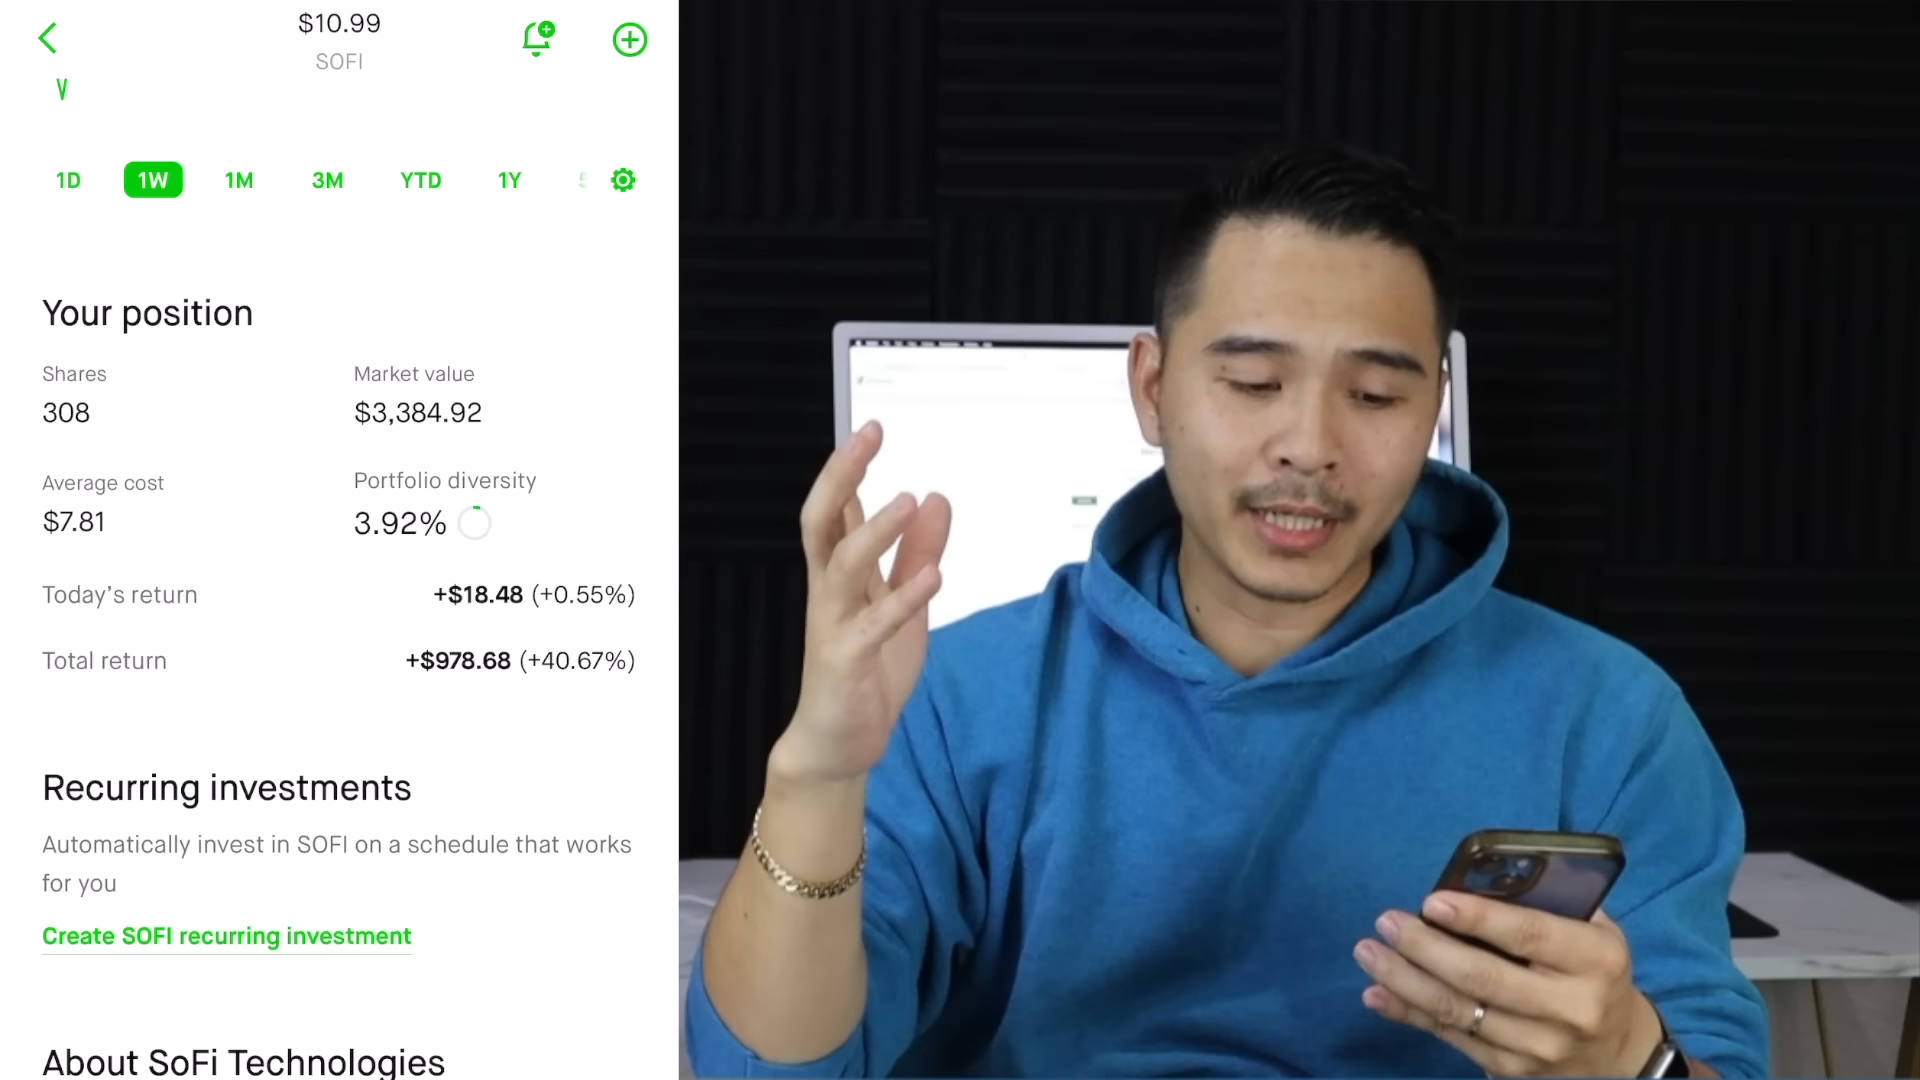 $10.99
SOFI
1D 1W 1M 3M YTD 1Y
Your position
Shares Market value
308 $3,384.92
Average cost Portfolio diversity
$7.81 3.92%
Today's return +$18.48 (+0.55%)
Total return +$978.68 (+40.67%)
Recurring investments
Automatically invest in SOFI on a schedule that works
for you
Create SOFI recurring investment
About SoFi Technologies